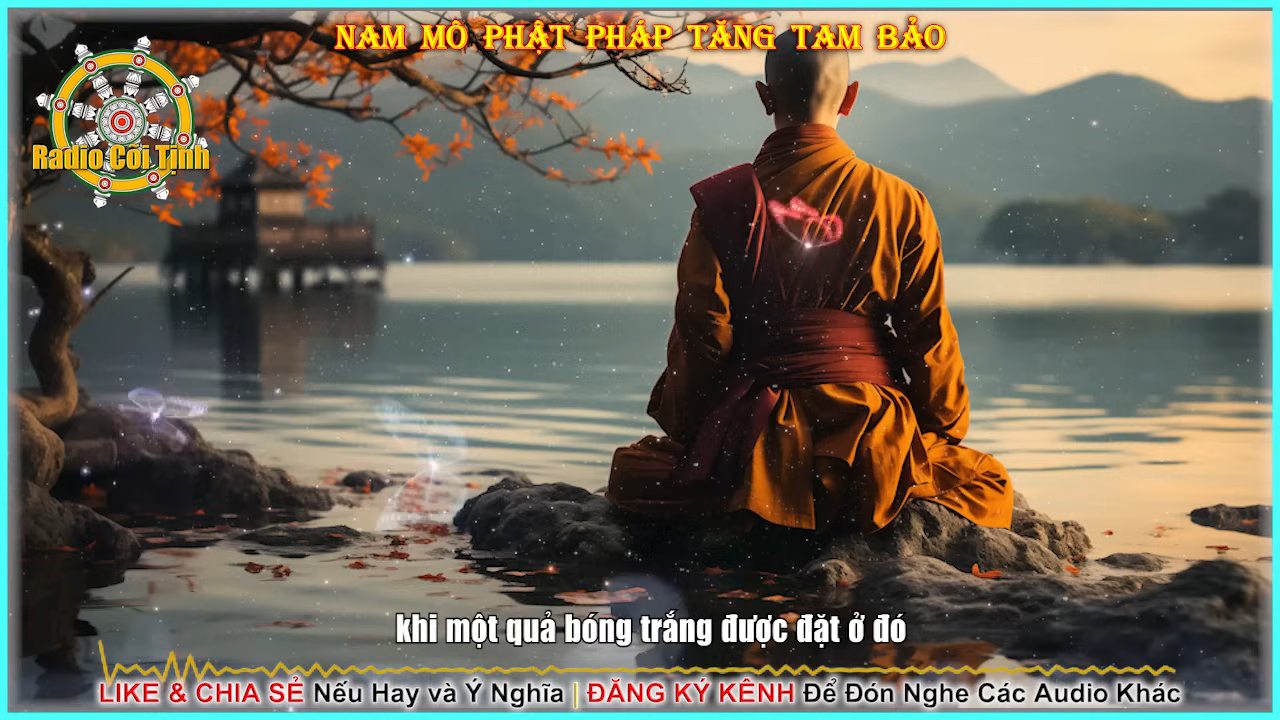 NAM MÔ PHẬT PHÁP TĂNG TAM BẢO
Radio Cõi Tịnh
khi một quả bóng trắng được đặt ở đó
LIKE & CHIA SẺ Nếu Hay và Ý Nghĩa | ĐĂNG KÝ KÊNH Để Đón Nghe Các Audio Khác